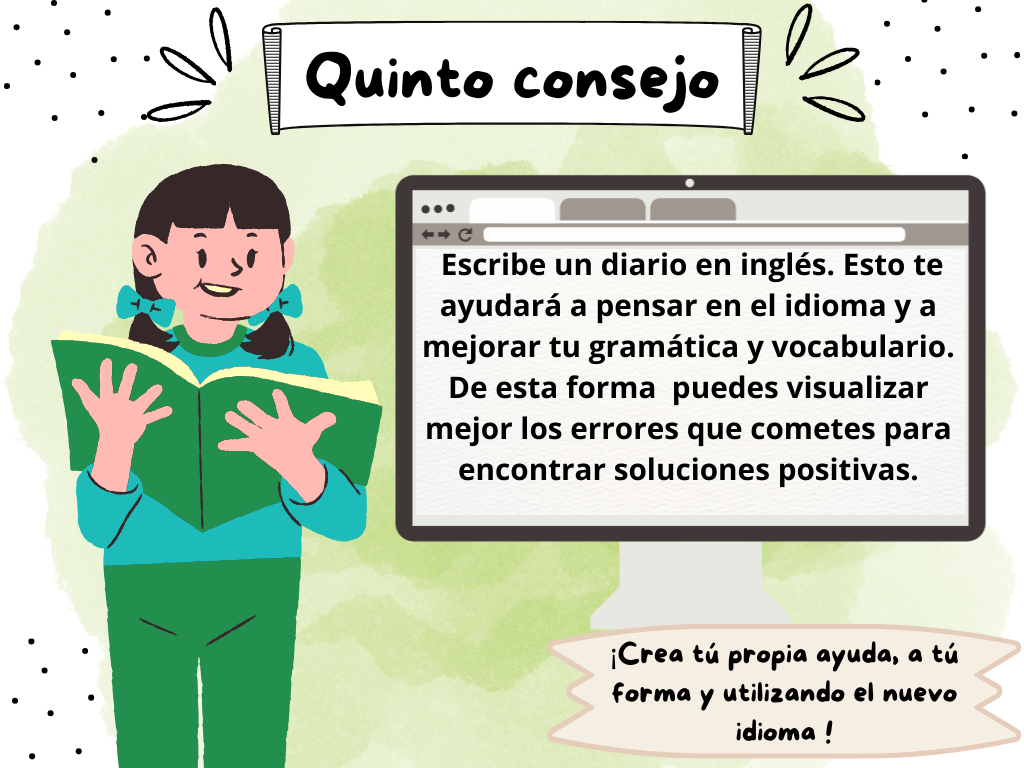 Quinto consejo
Escribe un diario en inglés. Esto te
ayudará a pensar en el idioma y a
mejorar tu gramática y vocabulario.
De esta forma  puedes visualizar
mejor los errores que cometes para
encontrar soluciones positivas.
¡Crea tú propia ayuda, a tú
forma y utilizando el nuevo
idioma !